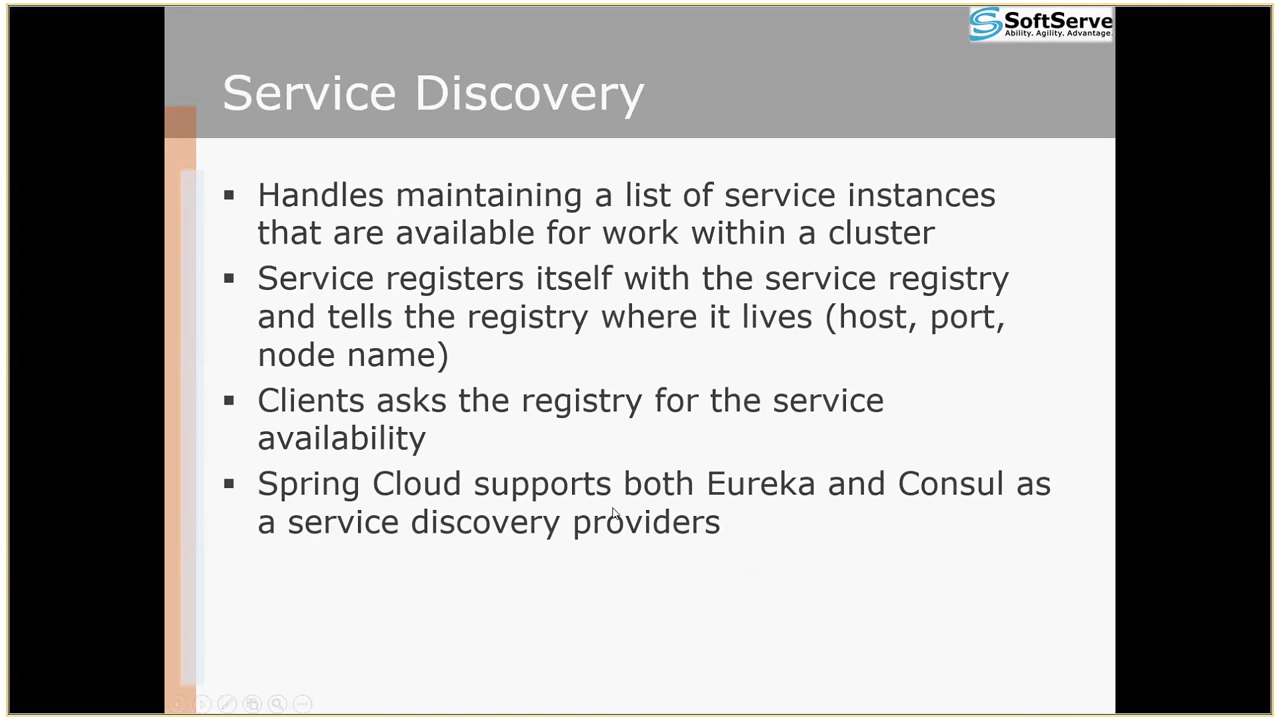 SoftServe
Ability. Agility. Advantage.
Service Discovery
▪ Handles maintaining a list of service instances
that are available for work within a cluster
▪ Service registers itself with the service registry
and tells the registry where it lives (host, port,
node name)
▪ Clients asks the registry for the service
availability
▪ Spring Cloud supports both Eureka and Consul as
a service discovery providers